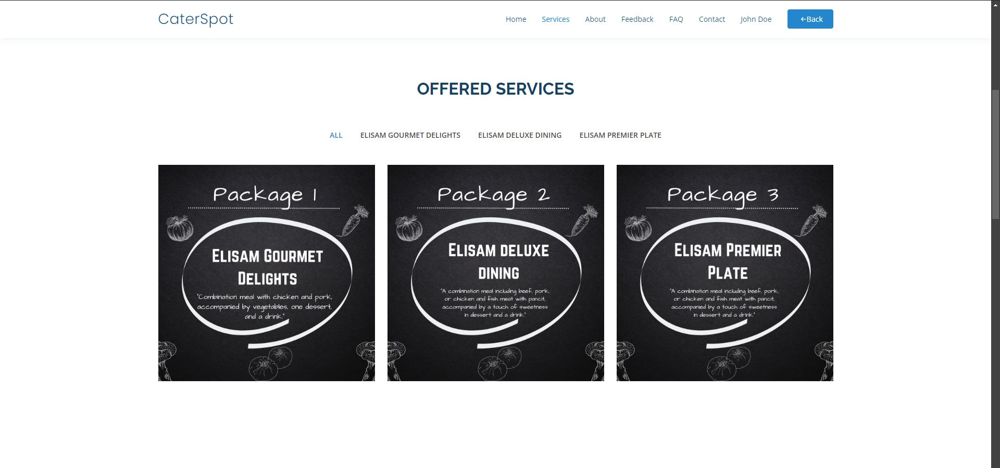 CaterSpot
Home Services About Feedback FAQ Contact John Doe ←Back
OFFERED SERVICES
ALL ELISAM GOURMET DELIGHTS ELISAM DELUXE DINING ELISAM PREMIER PLATE
Package 1
ELISAM GOURMET
DELIGHTS
"Combination meal with chicken and pork,
accompanied by vegetables, one dessert,
and a drink."
Package 2
ELISAM DELUXE
DINING
"A combination meal including beef, pork,
or chicken and fish meat with pancit,
accompanied by a touch of sweetness
in dessert and a drink."
Package 3
ELISAM PREMIER
PLATE
"A combination meal including beef, pork,
or chicken and fish meat with pancit,
accompanied by a touch of sweetness
in dessert and a drink."